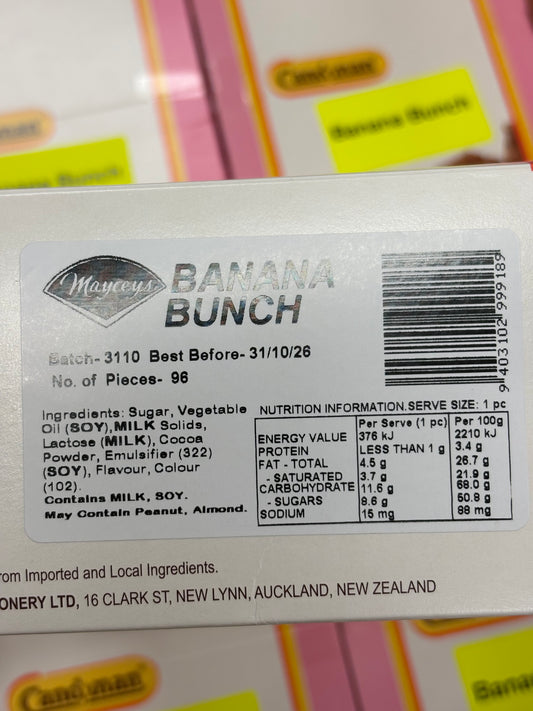 Candyman
Banana Bunch
Banana Bunch
Mayceys
BANANA
BUNCH
Batch- 3110 Best Before- 31/10/26
No. of Pieces- 96
9 403102 999189
Ingredients: Sugar, Vegetable
Oil (SOY), MILK Solids,
Lactose (MILK), Cocoa
Powder, Emulsifier (322)
(SOY), Flavour, Colour
(102).
Contains MILK, SOY.
May Contain Peanut, Almond.
NUTRITION INFORMATION.SERVE SIZE: 1 pc
Per Serve (1 pc) Per 100g
ENERGY VALUE 376 kJ 2210 kJ
PROTEIN LESS THAN 1 g 3.4 g
FAT - TOTAL 4.5 g 26.7 g
- SATURATED 3.7 g 21.9 g
CARBOHYDRATE 11.6 g 68.0 g
- SUGARS 8.6 g 50.8 g
SODIUM 15 mg 88 mg
rom Imported and Local Ingredients.
ONERY LTD, 16 CLARK ST, NEW LYNN, AUCKLAND, NEW ZEALAND
Candyman
Banana